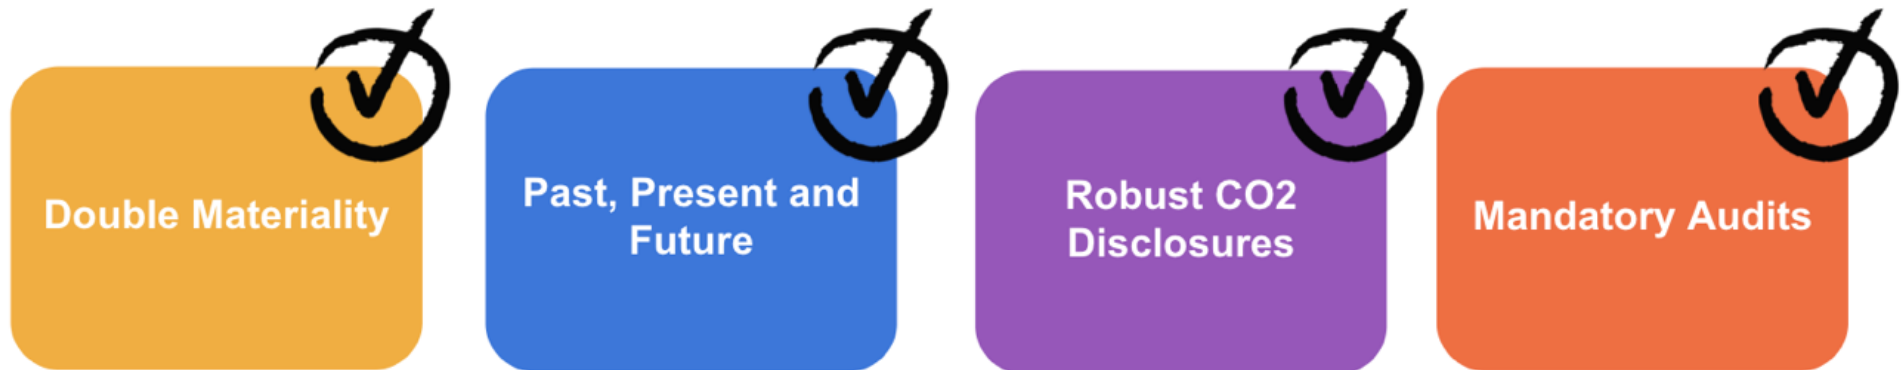 Double Materiality
Past, Present and
Future
Robust CO2
Disclosures
Mandatory Audits